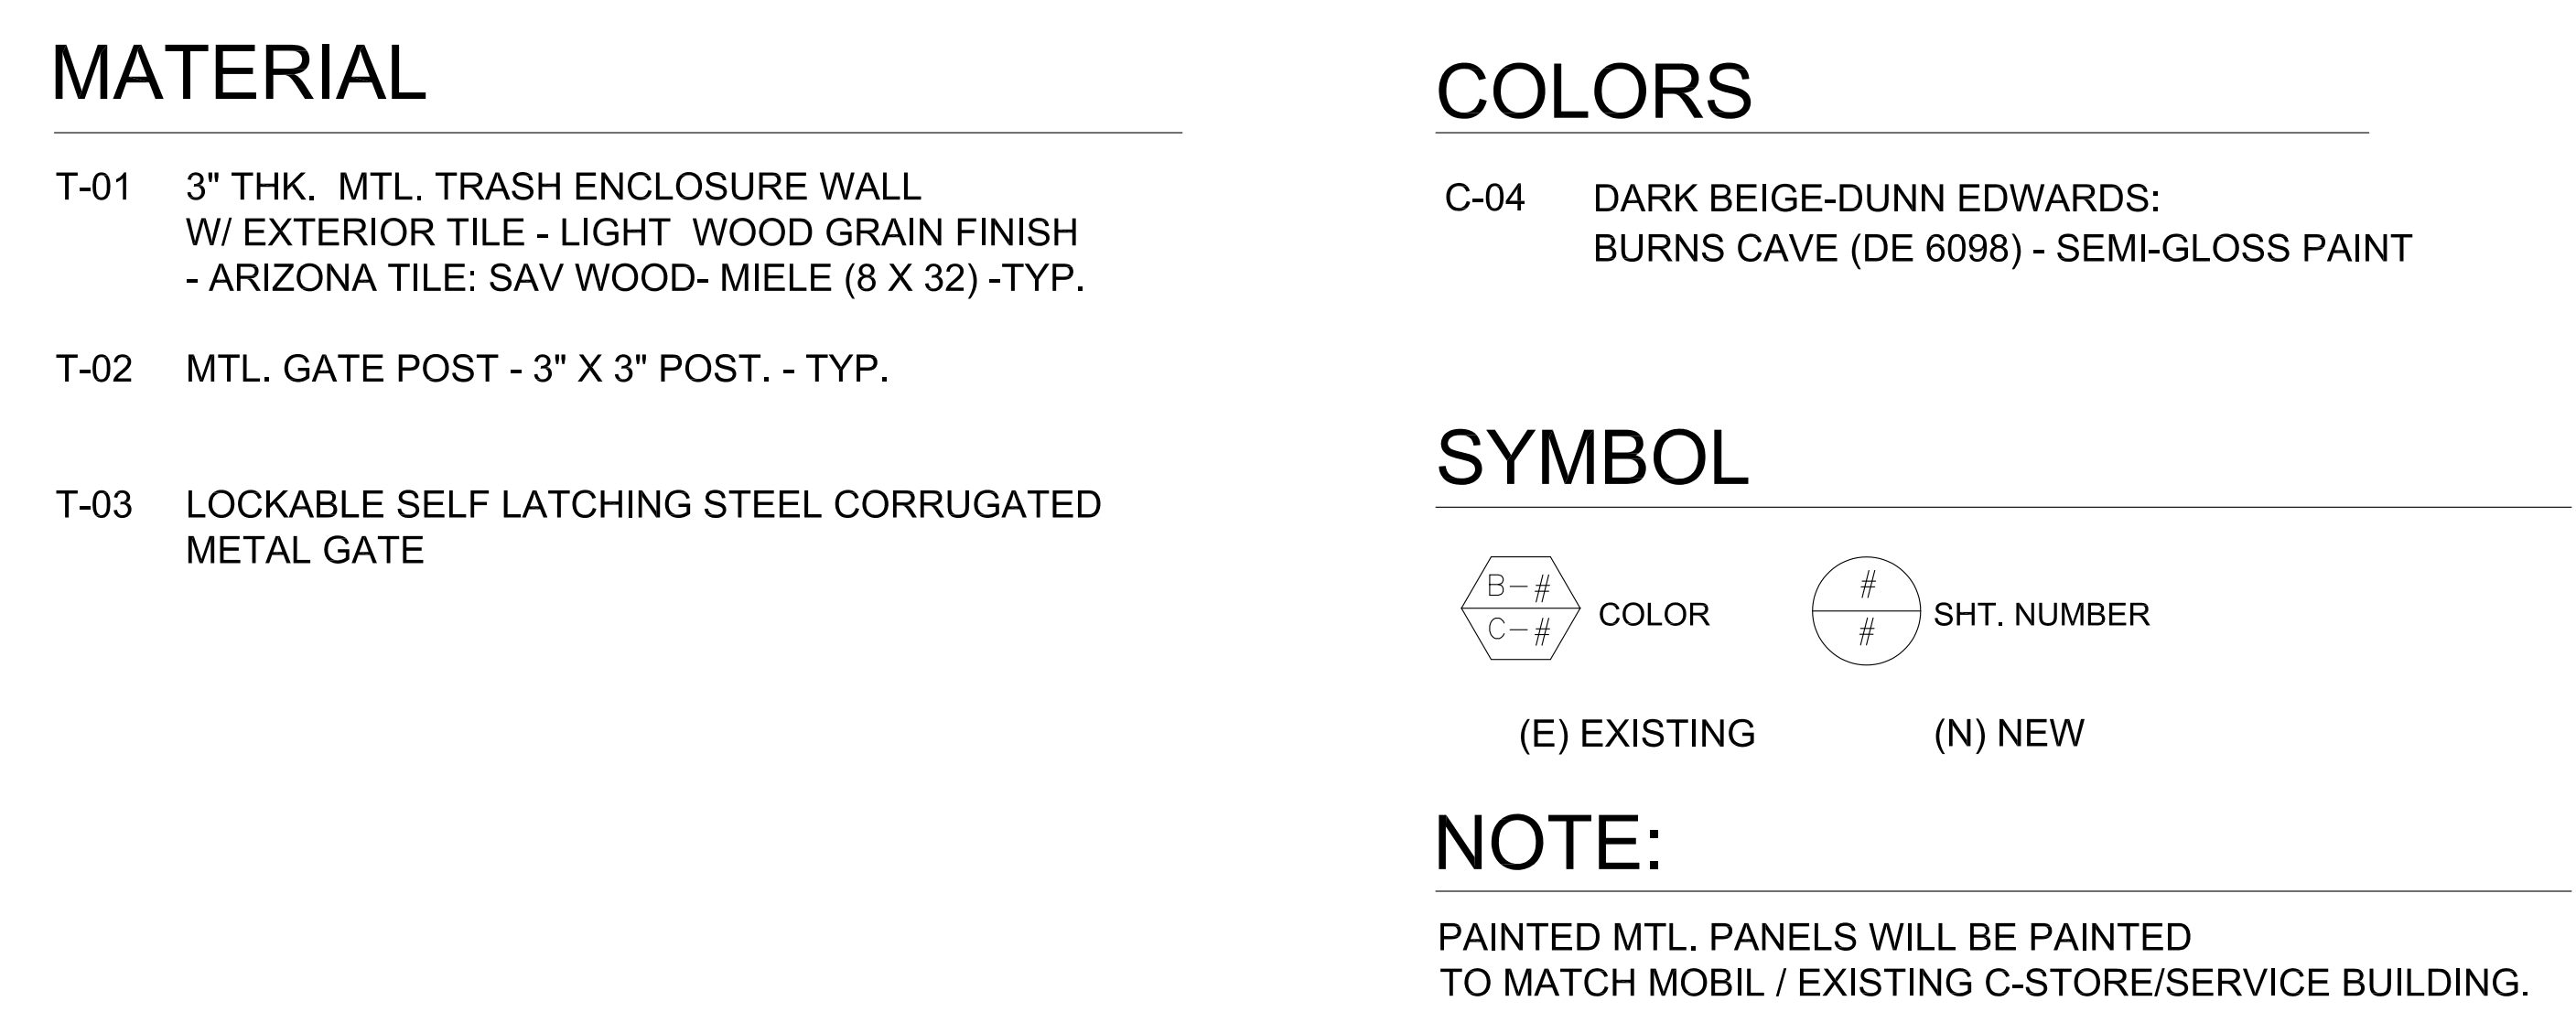 MATERIAL
T-01 3" THK. MTL. TRASH ENCLOSURE WALL
W/ EXTERIOR TILE - LIGHT WOOD GRAIN FINISH
- ARIZONA TILE: SAV WOOD- MIELE (8 X 32) -TYP.
T-02 MTL. GATE POST - 3" X 3" POST. - TYP.
T-03 LOCKABLE SELF LATCHING STEEL CORRUGATED
METAL GATE
COLORS
C-04 DARK BEIGE-DUNN EDWARDS:
BURNS CAVE (DE 6098) - SEMI-GLOSS PAINT
SYMBOL
B-#
C-#
COLOR
#
#
SHT. NUMBER
(E) EXISTING (N) NEW
NOTE:
PAINTED MTL. PANELS WILL BE PAINTED
TO MATCH MOBIL / EXISTING C-STORE/SERVICE BUILDING.